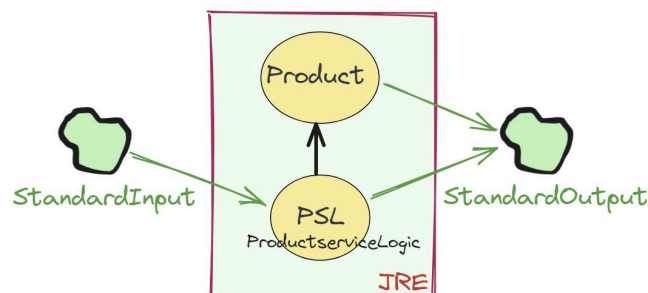 Product
StandardInput
StandardOutput
PSL
ProductserviceLogic
JRE